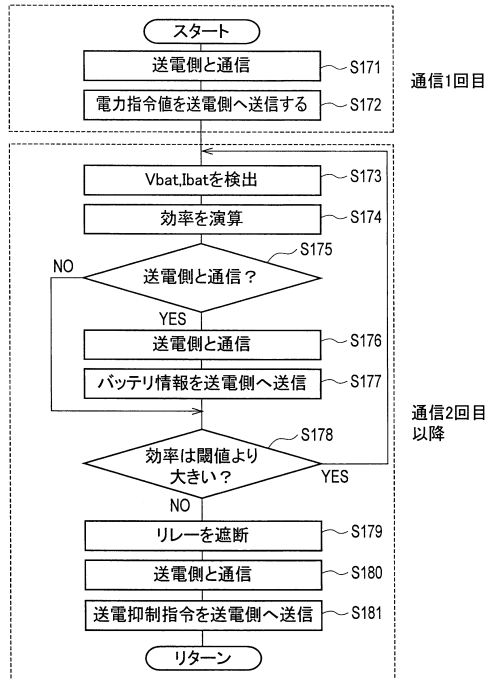 スタート
送電側と通信
S171
通信1回目
電力指令値を送電側へ送信する
S172
Vbat,Ibatを検出
S173
効率を演算
S174
S175
NO
送電側と通信？
YES
送電側と通信
S176
バッテリ情報を送電側へ送信
S177
通信2回目
以降
S178
効率は閾値より
大きい？
YES
NO
リレーを遮断
S179
送電側と通信
S180
送電抑制指令を送電側へ送信
S181
リターン